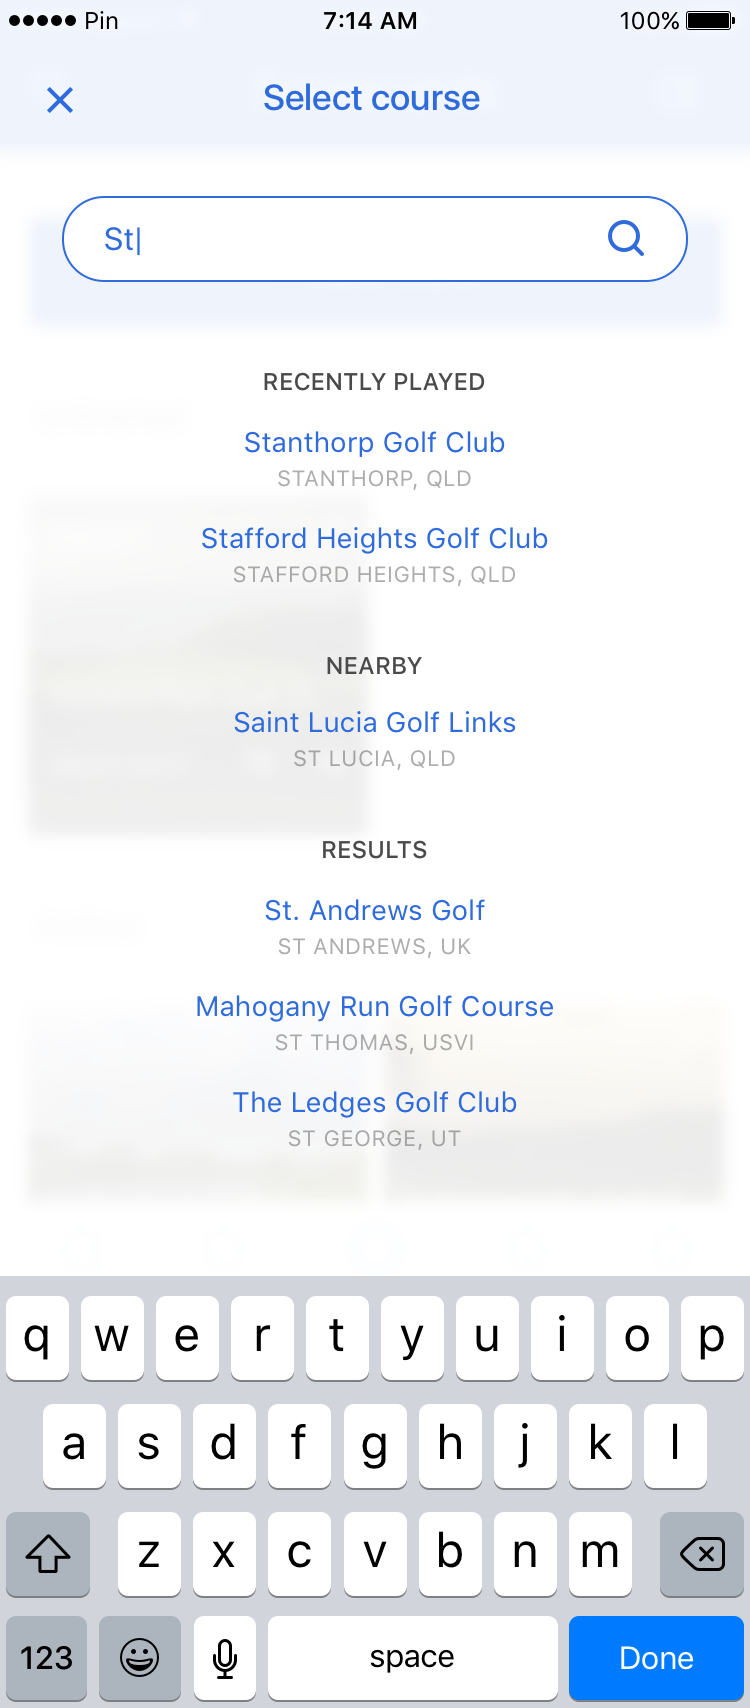 Pin 7:14 AM 100%
Select course
St
RECENTLY PLAYED
Stanthorp Golf Club
STANTHORP, QLD
Stafford Heights Golf Club
STAFFORD HEIGHTS, QLD
NEARBY
Saint Lucia Golf Links
ST LUCIA, QLD
RESULTS
St. Andrews Golf
ST ANDREWS, UK
Mahogany Run Golf Course
ST THOMAS, USVI
The Ledges Golf Club
ST GEORGE, UT
q w e r t y u i o p
a s d f g h j k l
z x c v b n m
123 space Done